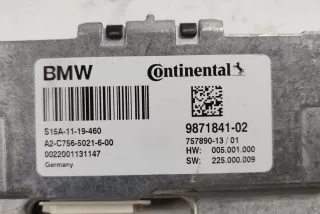 BMW
Continental
S15A-11-19-460
A2-C756-5021-6-00
0022001131147
Germany
9871841-02
757890-13 / 01
HW: 005.001.000
SW: 225.000.009